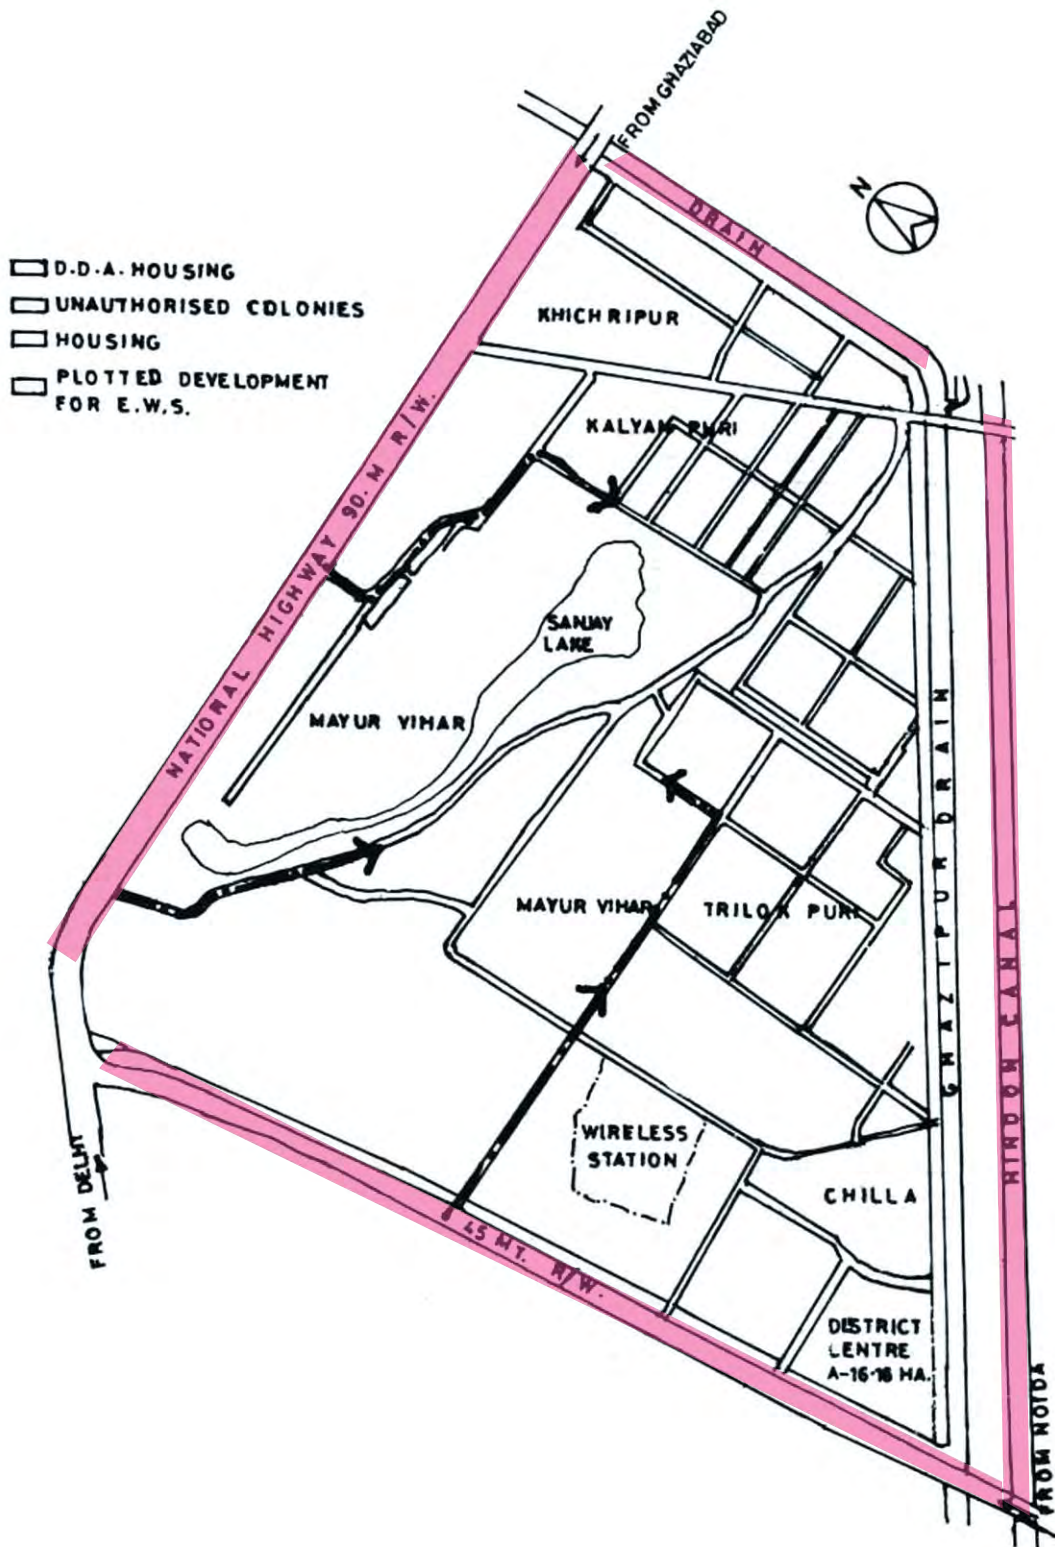 FROM GHAZIABAD
N
DRAIN
D.D.A. HOUSING
UNAUTHORISED COLONIES
HOUSING
PLOTTED DEVELOPMENT
FOR E.W.S.
KHICHRIPUR
KALYAN PURI
NATIONAL HIGHWAY 90.M R/W.
SANJAY
LAKE
MAYUR VIHAR
MAYUR VIHAR
TRILOK PURI
GHAZIPUR DRAIN
HINDOW CANAL
WIRELESS
STATION
CHILLA
FROM DELHI
45 MT. R/W.
DISTRICT
CENTRE
A-16-16 HA.
FROM NOIDA